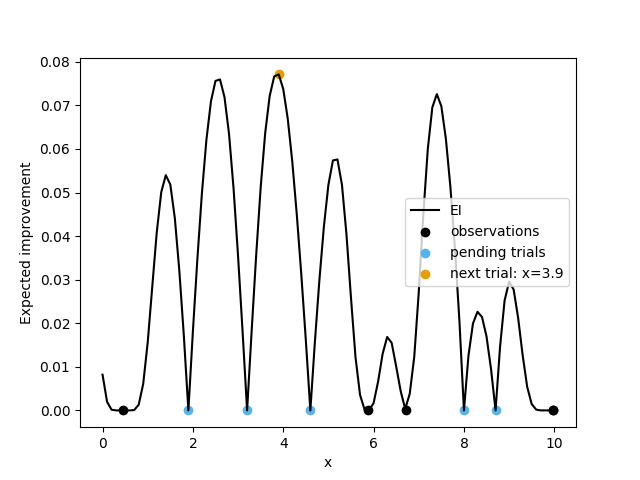 0.08
0.07
0.06
0.05
0.04
0.03
0.02
0.01
0.00
Expected improvement
EI
observations
pending trials
next trial: x=3.9
0 2 4 6 8 10
x